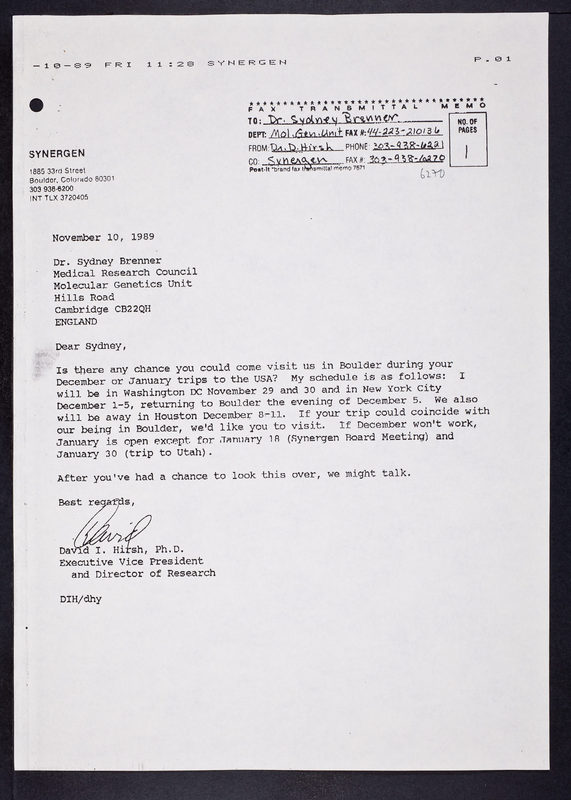 -10-89 FRI 11:28 SYNERGEN P.01
FAX TRANSMITTAL MEMO
TO: Dr. Sydney Brenner
DEPT: Mol. Gen. Unit FAX #: 44-223-210136
FROM: Dr. D. Hirsh PHONE 303-938-6221
CO: Synergen FAX #: 303-938-6270
Post-It™ brand fax transmittal memo 7671
NO. OF
PAGES
1
6270
SYNERGEN
1885 33rd Street
Boulder, Colorado 80301
303 938-6200
INT TLX 3720405
November 10, 1989
Dr. Sydney Brenner
Medical Research Council
Molecular Genetics Unit
Hills Road
Cambridge CB22QH
ENGLAND
Dear Sydney,
Is there any chance you could come visit us in Boulder during your
December or January trips to the USA? My schedule is as follows: I
will be in Washington DC November 29 and 30 and in New York City
December 1-5, returning to Boulder the evening of December 5. We also
will be away in Houston December 8-11. If your trip could coincide with
our being in Boulder, we'd like you to visit. If December won't work,
January is open except for January 18 (Synergen Board Meeting) and
January 30 (trip to Utah).
After you've had a chance to look this over, we might talk.
Best regards,
David
David I. Hirsh, Ph.D.
Executive Vice President
and Director of Research
DIH/dhy